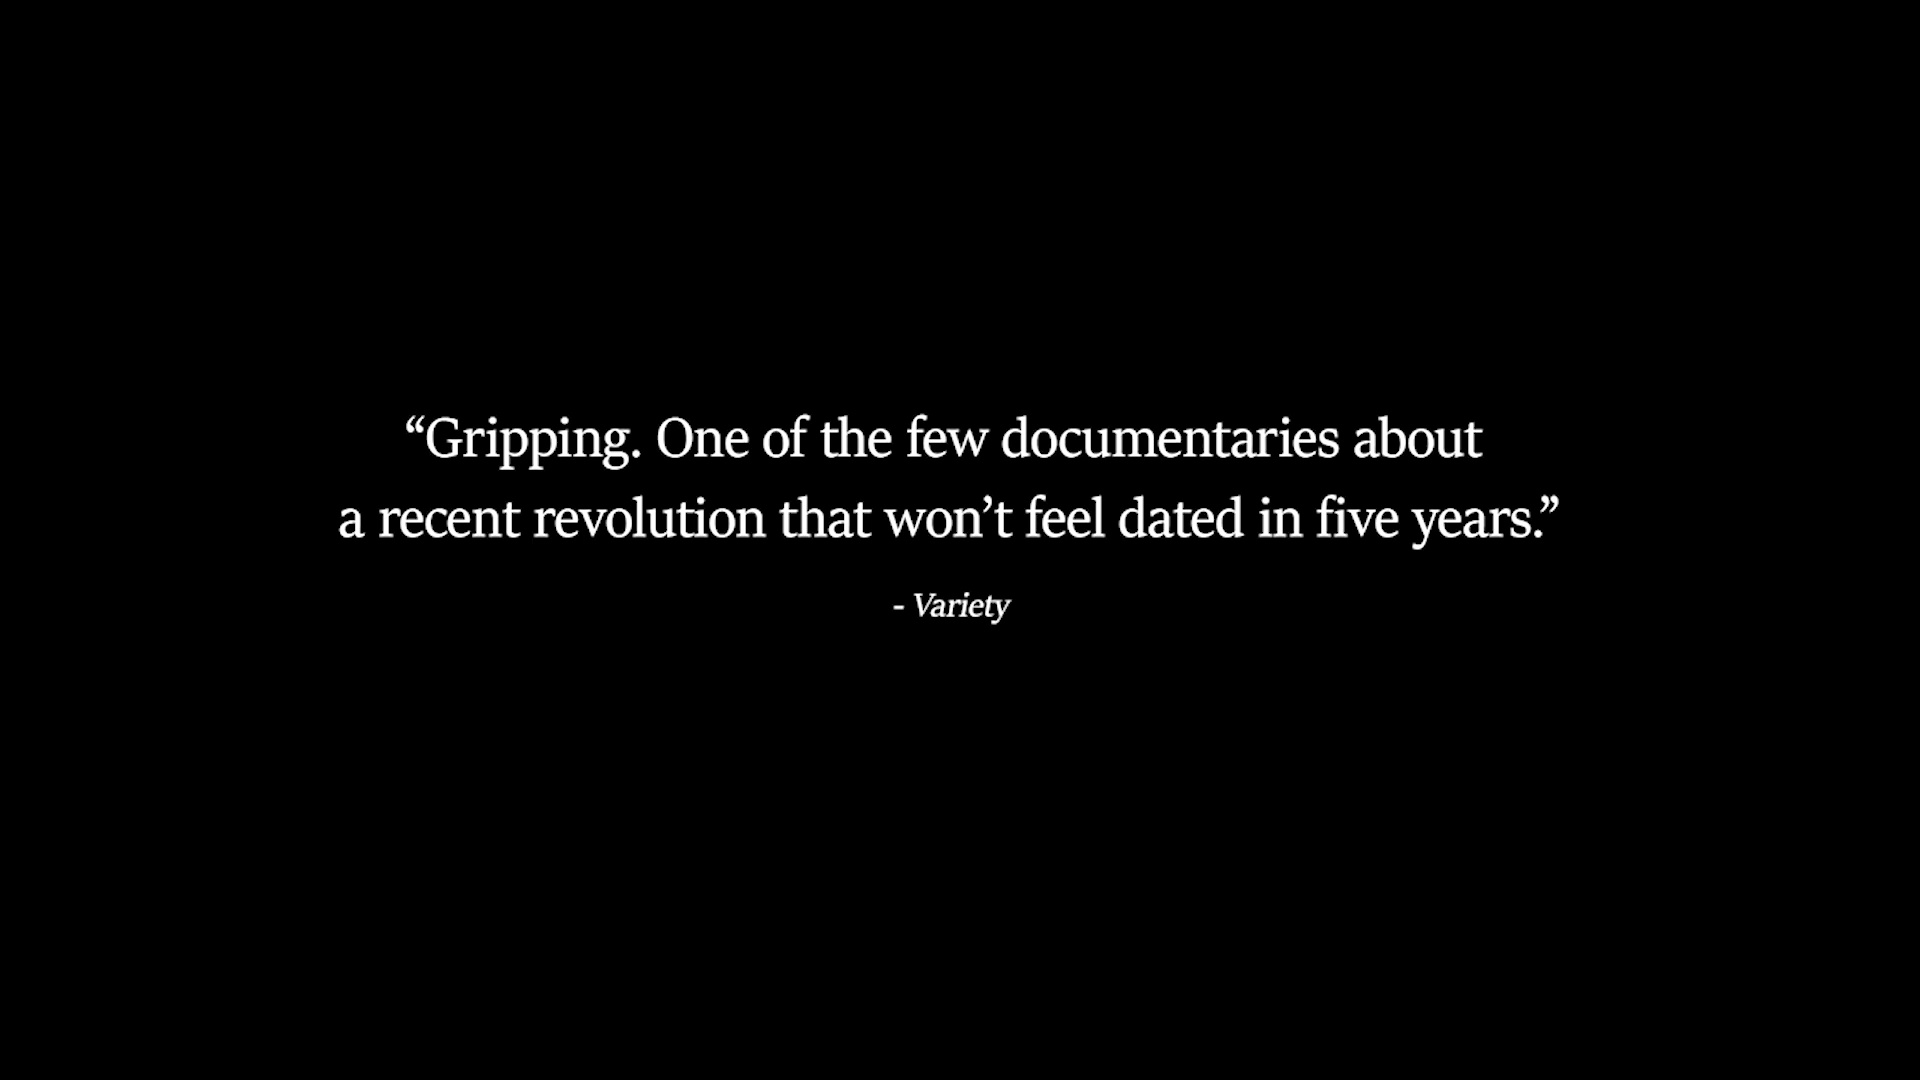 “Gripping. One of the few documentaries about
a recent revolution that won’t feel dated in five years.”
- Variety